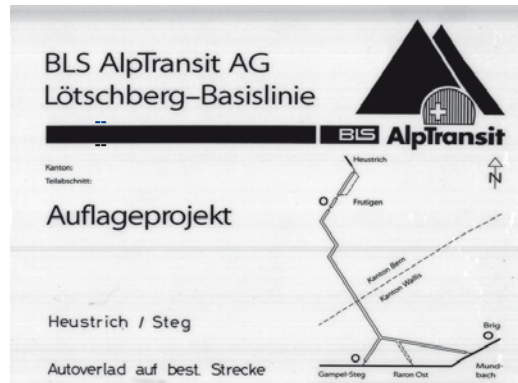 BLS AlpTransit AG
Lötschberg-Basislinie
BLS AlpTransit
Kanton:
Teilabschnitt:
Auflageprojekt
Heustrich / Steg
Autoverlad auf best. Strecke
Heustrich
N
Frutigen
Kanton Bern
Kanton Wallis
Brig
Gampel-Steg
Raron Ost
Mund-
bach